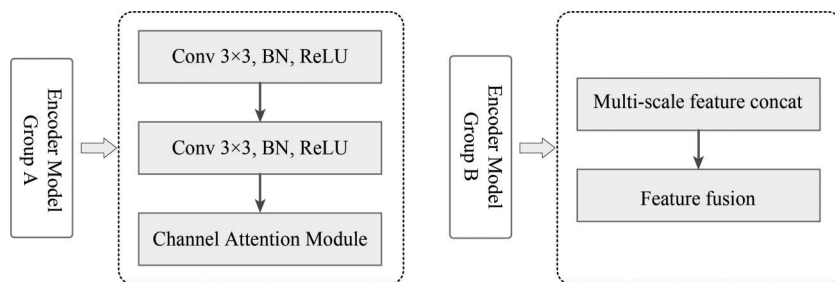 Encoder Model
Group A
Conv 3×3, BN, ReLU
Conv 3×3, BN, ReLU
Channel Attention Module
Encoder Model
Group B
Multi-scale feature concat
Feature fusion